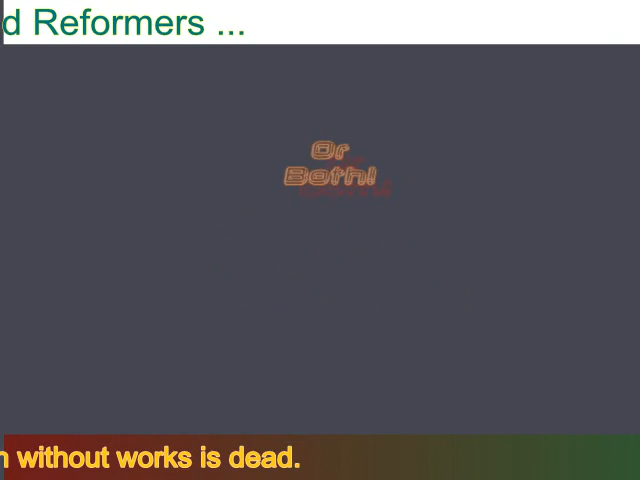 d Reformers ...
Or
Both!
n without works is dead.